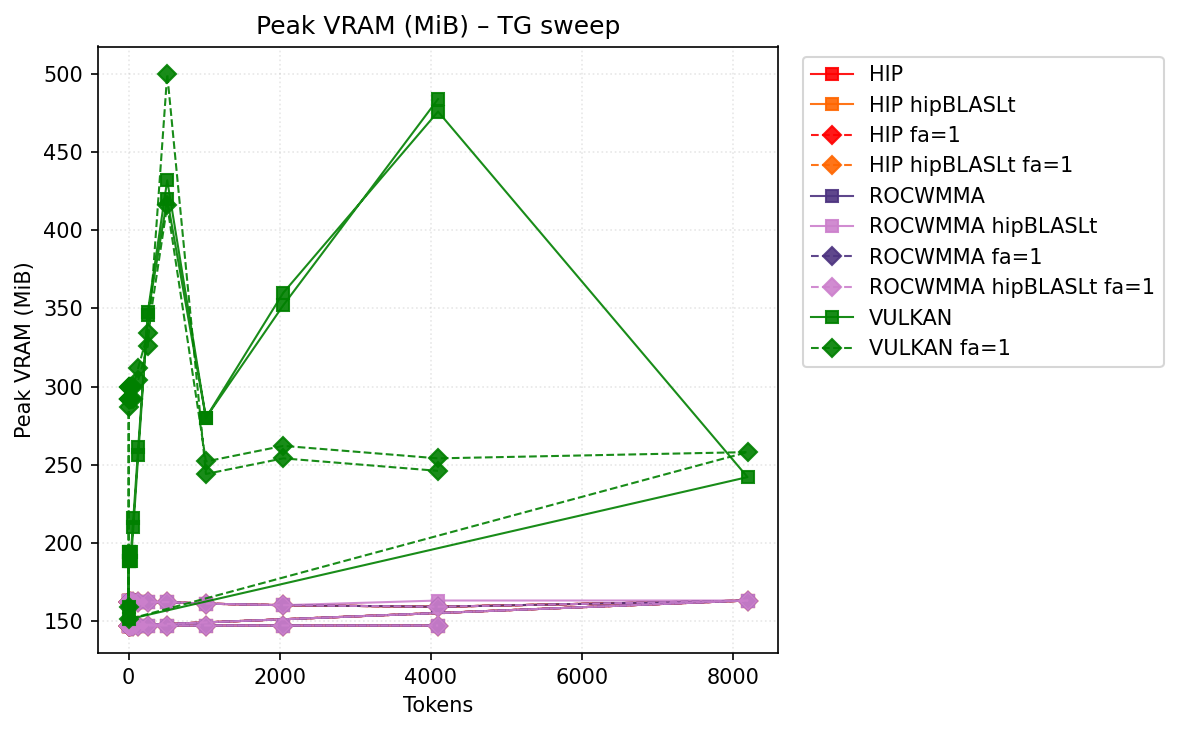 Peak VRAM (MiB) – TG sweep
Peak VRAM (MiB)
500
450
400
350
300
250
200
150
0
2000
4000
6000
8000
Tokens
HIP
HIP hipBLASLt
HIP fa=1
HIP hipBLASLt fa=1
ROCWMMA
ROCWMMA hipBLASLt
ROCWMMA fa=1
ROCWMMA hipBLASLt fa=1
VULKAN
VULKAN fa=1